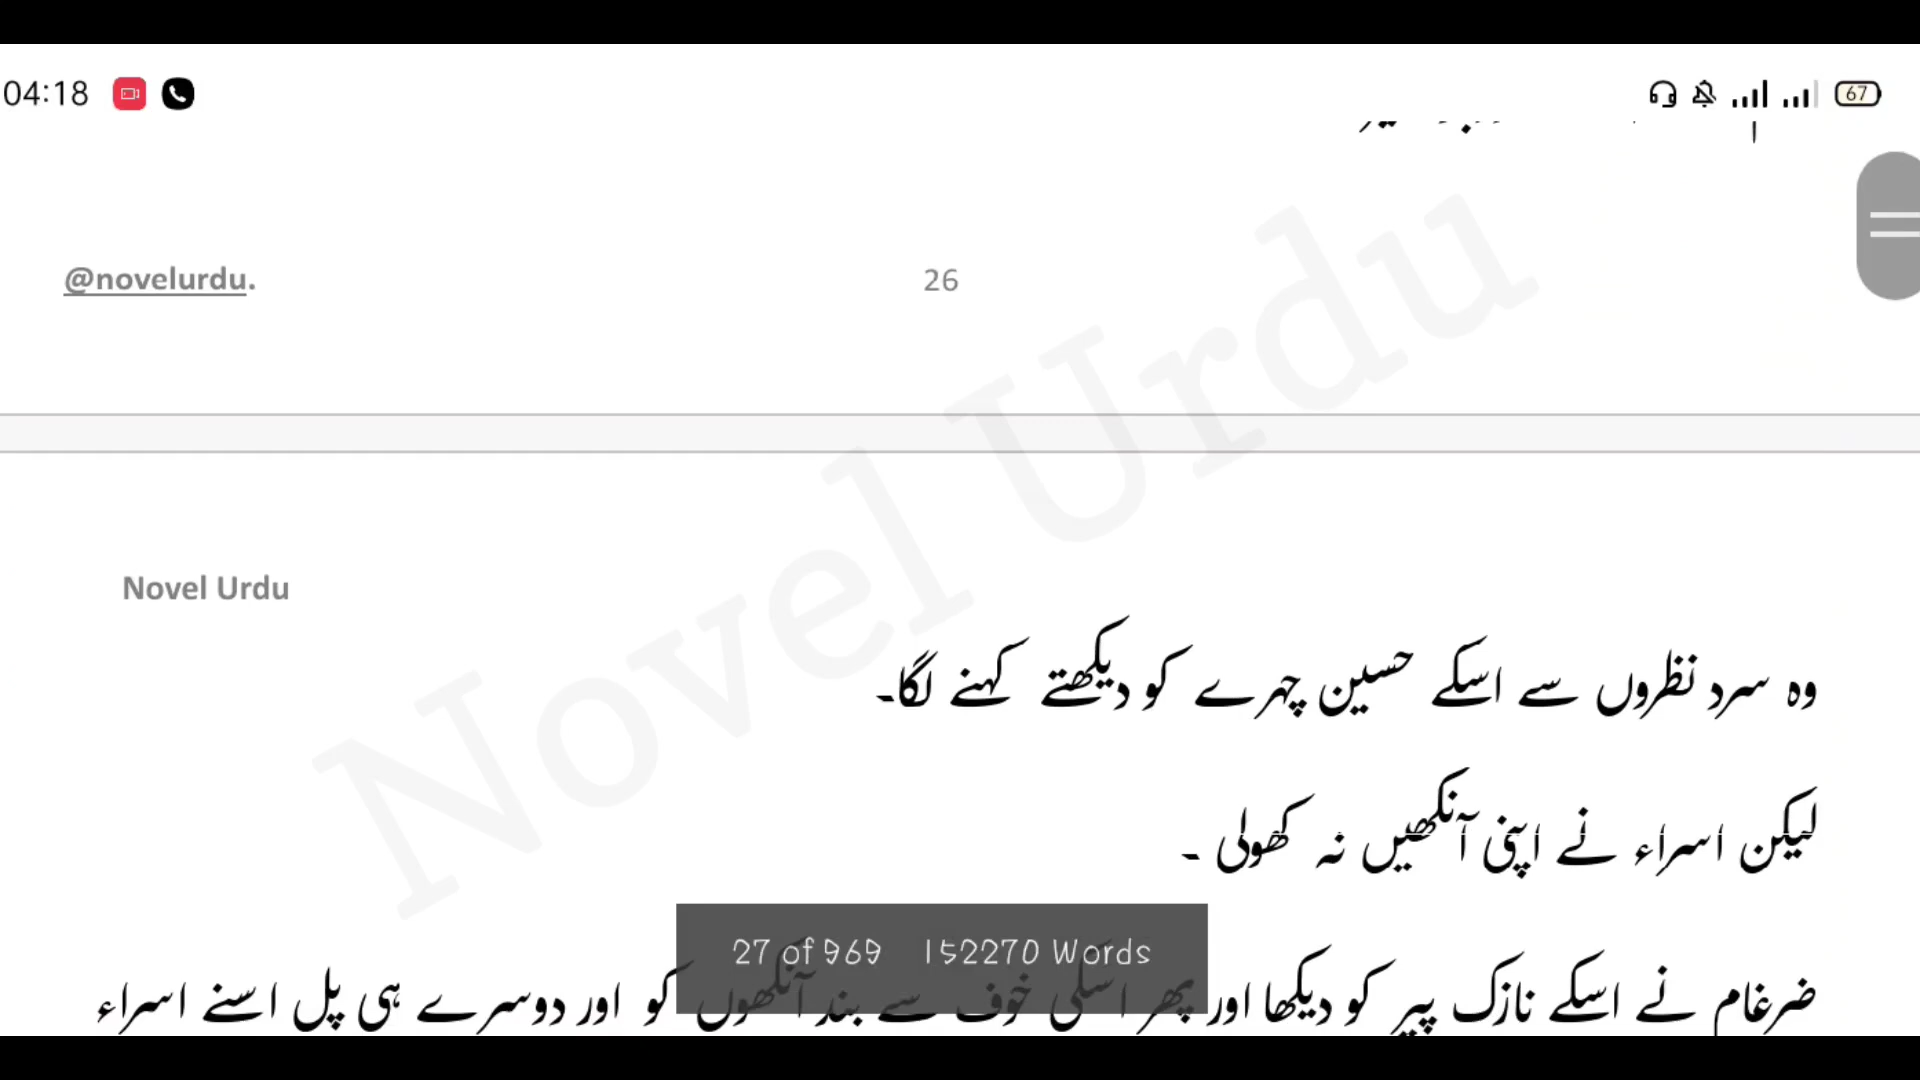 04:18
67
@novelurdu.
26
Novel Urdu
Novel Urdu
وہ سرد نظروں سے اسکے حسین چہرے کو دیکھتے کہنے لگا۔
لیکن اسراء نے اپنی آنکھیں نہ کھولی ۔
ضرغام نے اسکے نازک پیر کو دیکھا اور پھر اسکی خوف سے بند آنکھوں کو اور دوسرے ہی پل اسنے اسراء
27 of 969 152270 Words